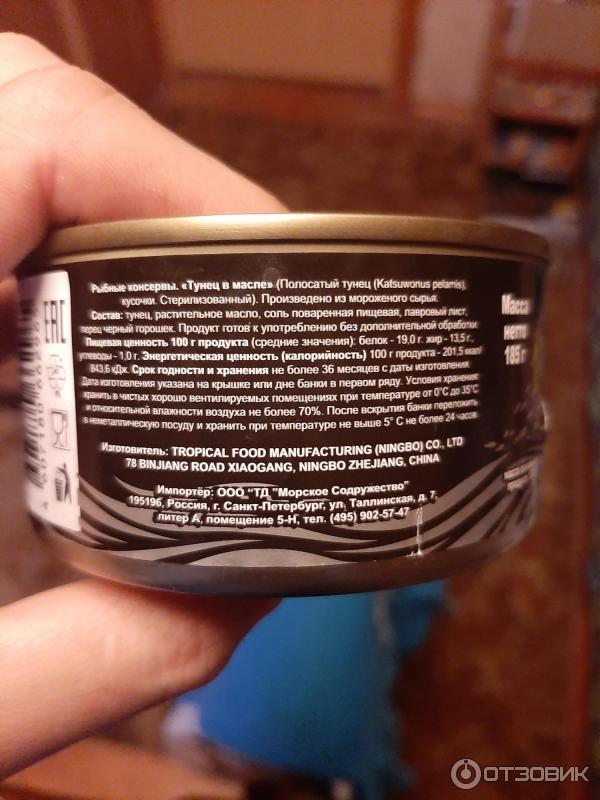 Рыбные консервы. «Тунец в масле» (Полосатый тунец (Katsuwonus pelamis),
кусочки. Стерилизованный). Произведено из мороженого сырья.
Состав: тунец, растительное масло, соль поваренная пищевая, лавровый лист,
перец черный горошек. Продукт готов к употреблению без дополнительной обработки.
Пищевая ценность 100 г продукта (средние значения): белок - 19,0 г. жир - 13,5 г.,
углеводы - 1,0 г. Энергетическая ценность (калорийность) 100 г продукта - 201,5 ккал/
843,6 кДж. Срок годности и хранения не более 36 месяцев с даты изготовления.
Дата изготовления указана на крышке или дне банки в первом ряду. Условия хранения:
хранить в чистых хорошо вентилируемых помещениях при температуре от 0°С до 35°С
и относительной влажности воздуха не более 70%. После вскрытия банки переложить
в неметаллическую посуду и хранить при температуре не выше 5° С не более 24 часов
Изготовитель: TROPICAL FOOD MANUFACTURING (NINGBO) CO., LTD
78 BINJIANG ROAD XIAOGANG, NINGBO ZHEJIANG, CHINA
Импортёр: ООО "ТД "Морское Содружество"
195196, Россия, г. Санкт-Петербург, ул. Таллинская, д. 7,
литер А, помещение 5-Н, тел. (495) 902-57-47
Масса
нетто
185 г
EAC
ОТЗОВИК